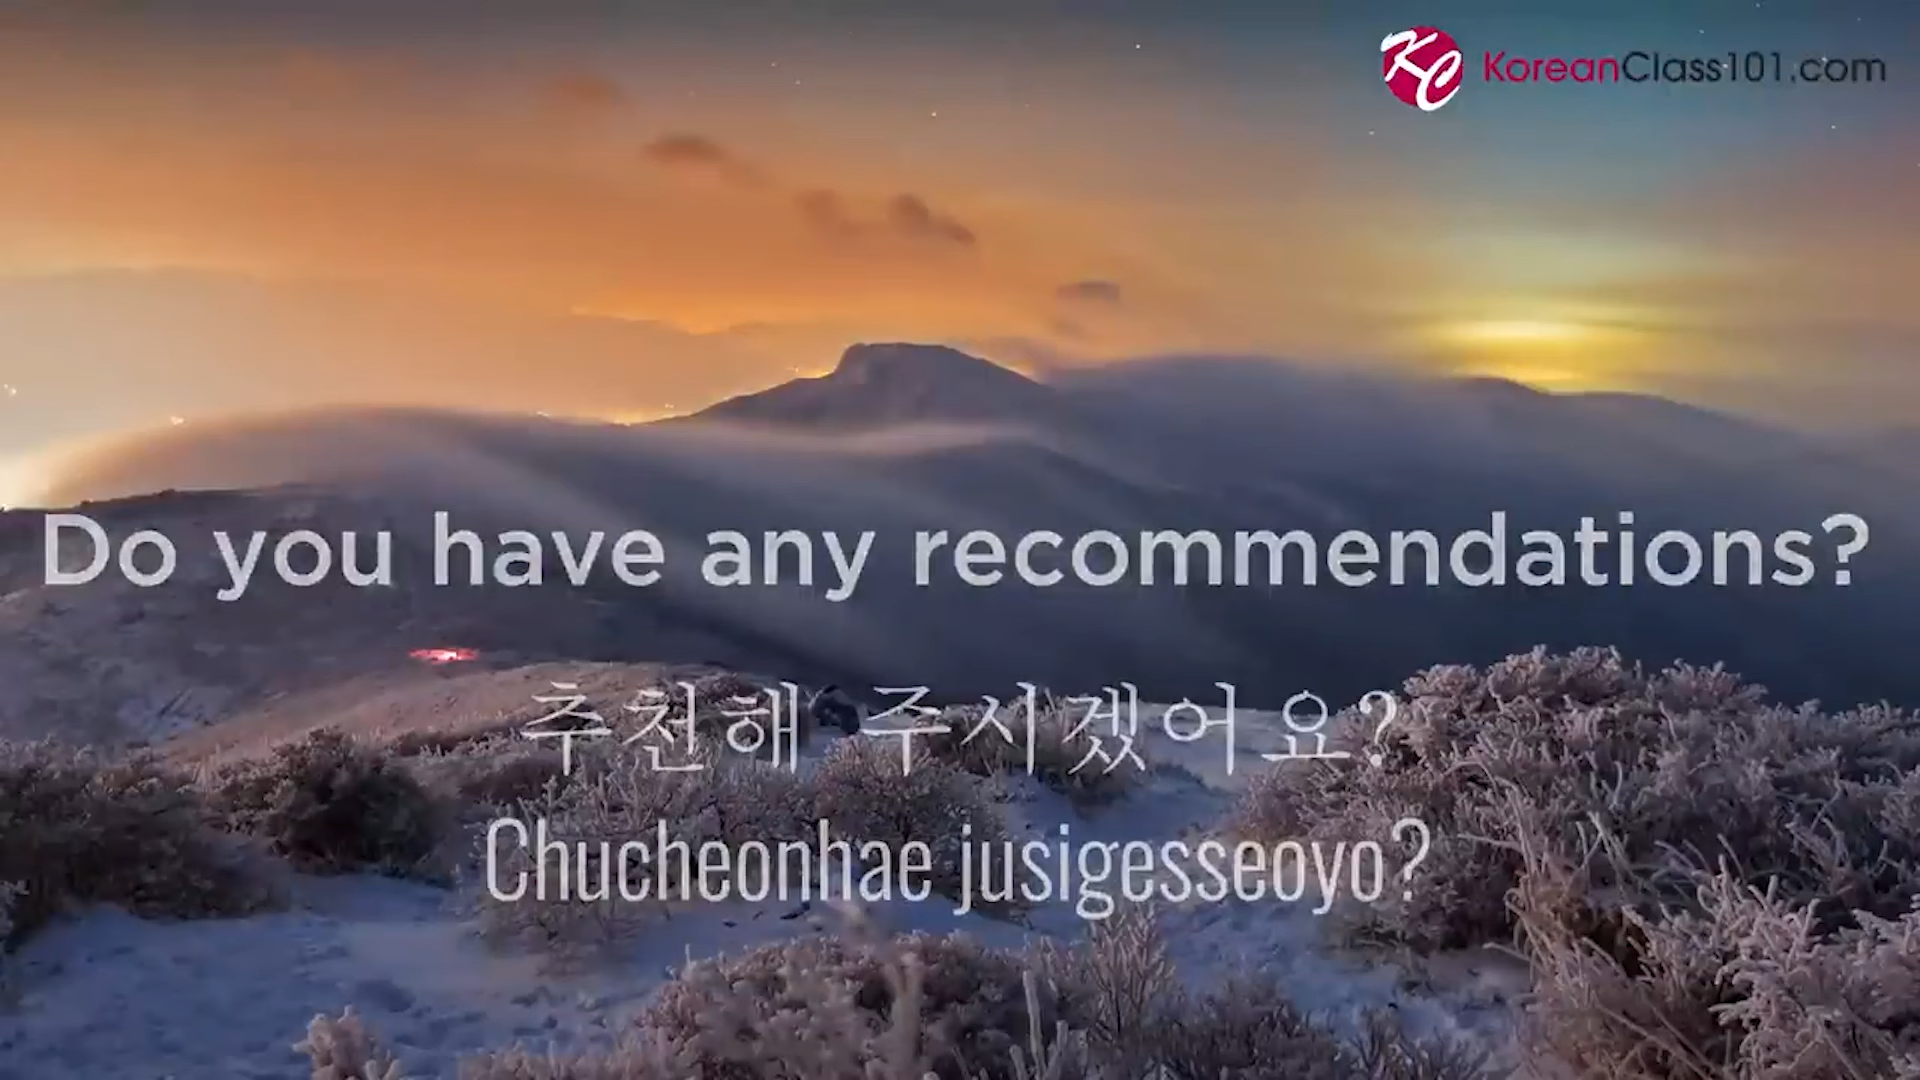 KC KoreanClass101.com
Do you have any recommendations?
추천해 주시겠어요?
Chucheonhae jusigesseoyo?